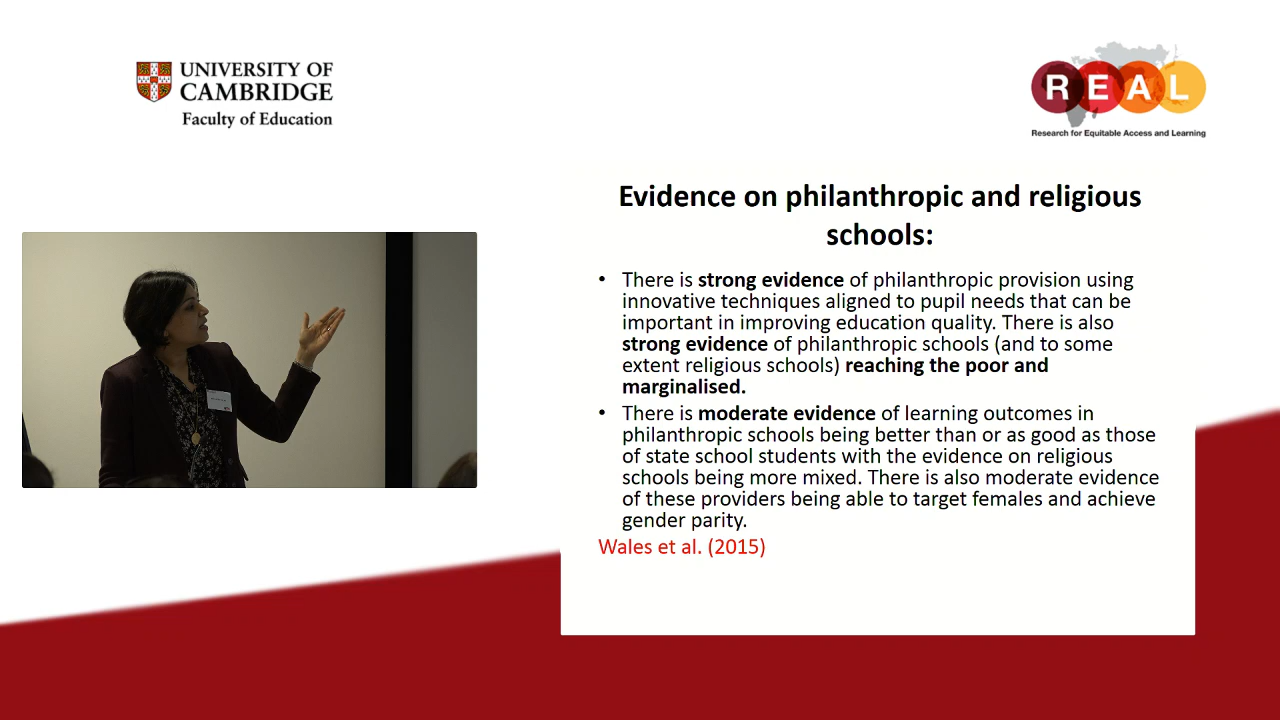 UNIVERSITY OF
CAMBRIDGE
Faculty of Education
REAL
Research for Equitable Access and Learning
Evidence on philanthropic and religious
schools:
• There is strong evidence of philanthropic provision using
innovative techniques aligned to pupil needs that can be
important in improving education quality. There is also
strong evidence of philanthropic schools (and to some
extent religious schools) reaching the poor and
marginalised.
• There is moderate evidence of learning outcomes in
philanthropic schools being better than or as good as those
of state school students with the evidence on religious
schools being more mixed. There is also moderate evidence
of these providers being able to target females and achieve
gender parity.
Wales et al. (2015)